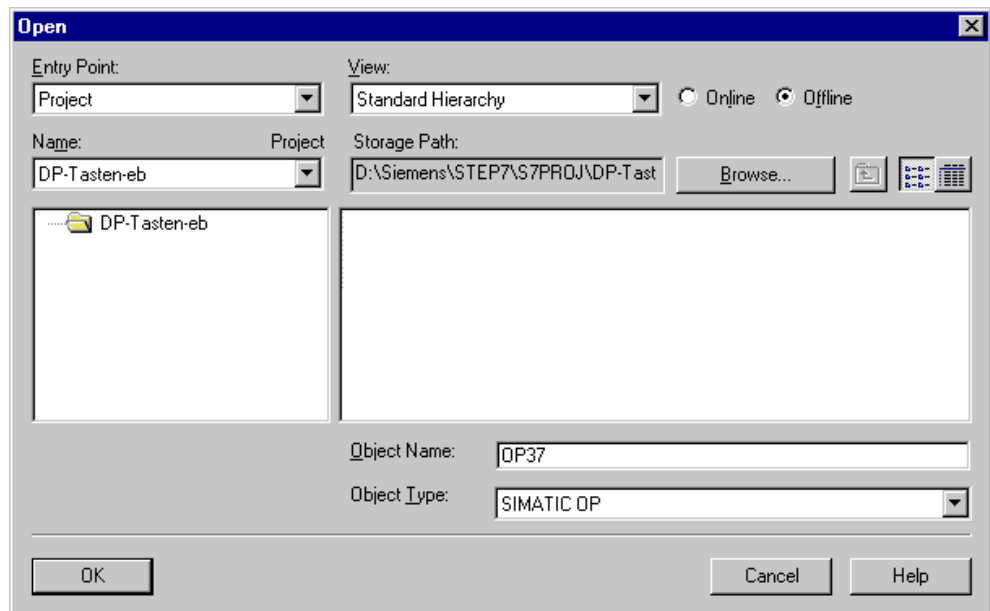 Open
Entry Point: View:
Project Standard Hierarchy Online Offline
Name: Project Storage Path:
DP-Tasten-eb D:\Siemens\STEP7\S7PROJ\DP-Tast Browse...
DP-Tasten-eb
Object Name: OP37
Object Type: SIMATIC OP
OK Cancel Help